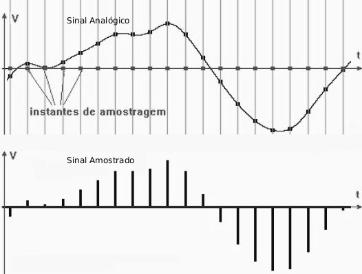 V
Sinal Analógico
t
instantes de amostragem
V
Sinal Amostrado
t